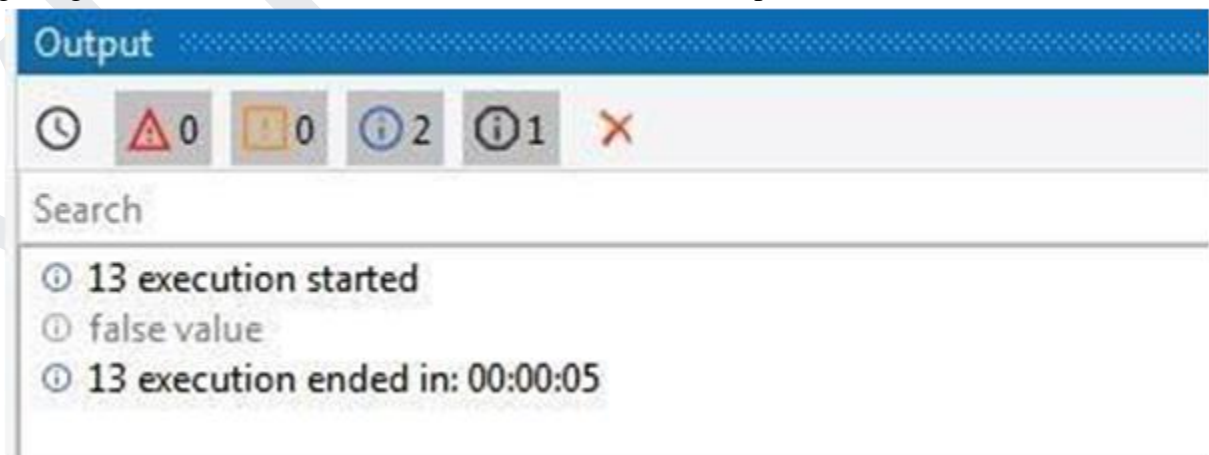 Output
0 0 2 1
Search
13 execution started
false value
13 execution ended in: 00:00:05